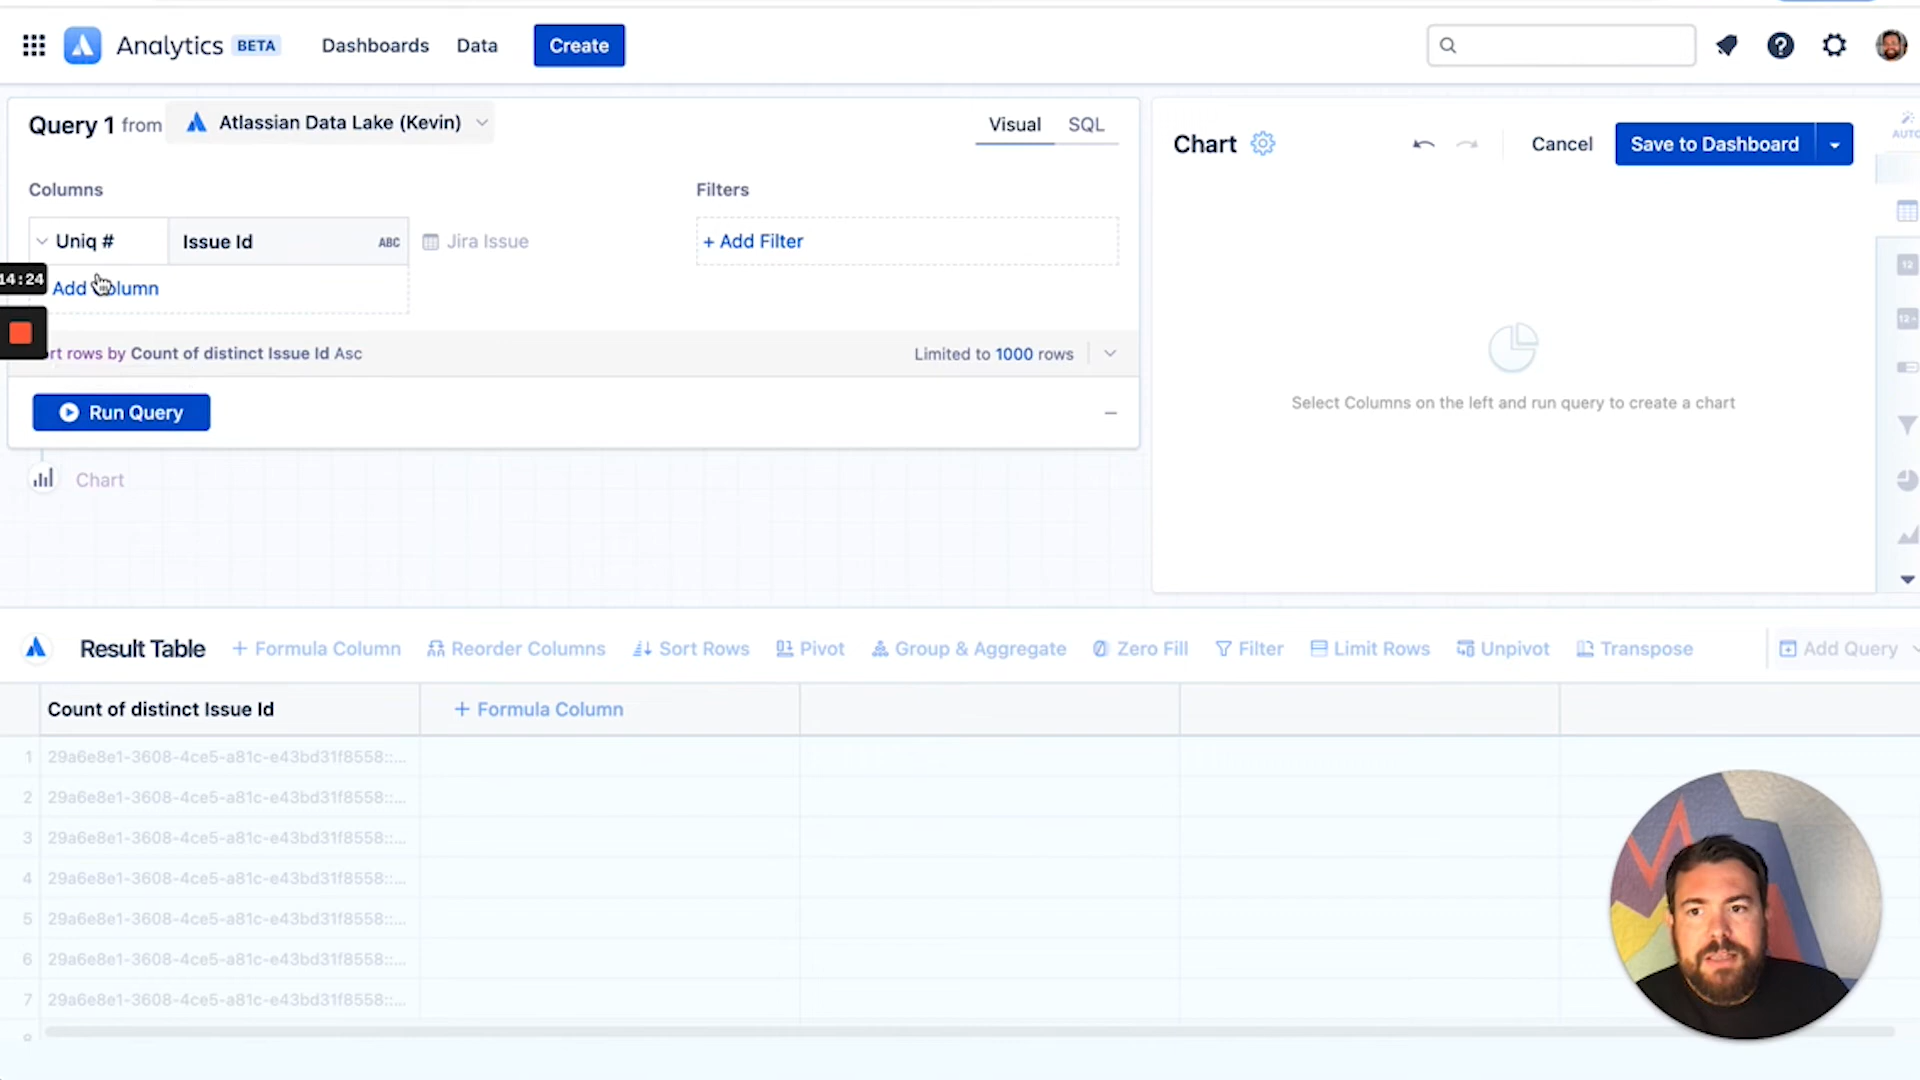 Analytics BETA Dashboards Data Create
Query 1 from Atlassian Data Lake (Kevin) Visual SQL
Chart Cancel Save to Dashboard
AUTO
Columns Filters
Uniq # Issue Id ABC Jira Issue + Add Filter
12
14:24
Add Column
12
rt rows by Count of distinct Issue Id Asc Limited to 1000 rows
Run Query
Select Columns on the left and run query to create a chart
Chart
Result Table + Formula Column Reorder Columns Sort Rows Pivot Group & Aggregate Zero Fill Filter Limit Rows Unpivot Transpose Add Query
Count of distinct Issue Id + Formula Column
1 29a6e8e1-3608-4ce5-a81c-e43bd31f8558::...
2 29a6e8e1-3608-4ce5-a81c-e43bd31f8558::...
3 29a6e8e1-3608-4ce5-a81c-e43bd31f8558::...
4 29a6e8e1-3608-4ce5-a81c-e43bd31f8558::...
5 29a6e8e1-3608-4ce5-a81c-e43bd31f8558::...
6 29a6e8e1-3608-4ce5-a81c-e43bd31f8558::...
7 29a6e8e1-3608-4ce5-a81c-e43bd31f8558::...